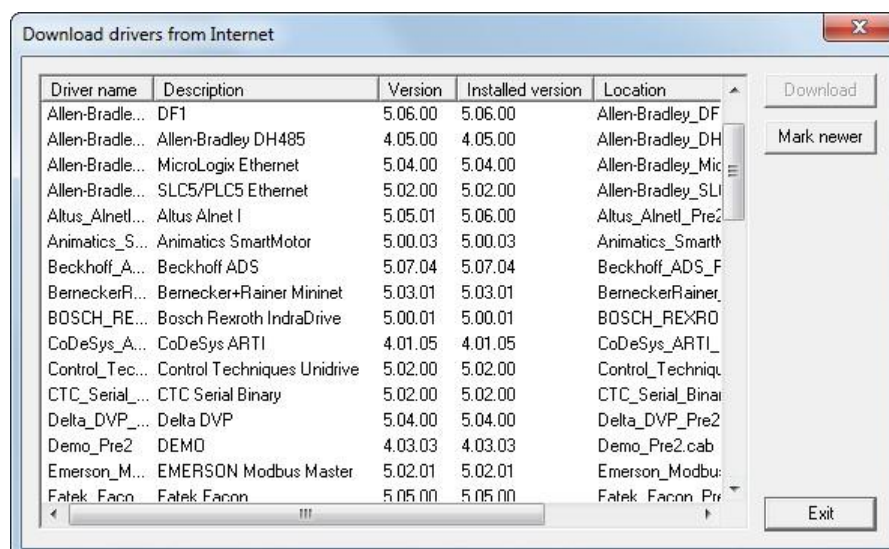 Download drivers from Internet
Driver name Description Version Installed version Location
Allen-Bradle... DF1 5.06.00 5.06.00 Allen-Bradley_DF
Allen-Bradle... Allen-Bradley DH485 4.05.00 4.05.00 Allen-Bradley_DH
Allen-Bradle... MicroLogix Ethernet 5.04.00 5.04.00 Allen-Bradley_Mic
Allen-Bradle... SLC5/PLC5 Ethernet 5.02.00 5.02.00 Allen-Bradley_SL
Altus_Alnetl... Altus Alnet I 5.05.01 5.06.00 Altus_AlnetI_Pre2
Animatics_S... Animatics SmartMotor 5.00.03 5.00.03 Animatics_Smart
Beckhoff_A... Beckhoff ADS 5.07.04 5.07.04 Beckhoff_ADS_F
BerneckerR... Bernecker+Rainer Mininet 5.03.01 5.03.01 BerneckerRainer_
BOSCH_RE... Bosch Rexroth IndraDrive 5.00.01 5.00.01 BOSCH_REXRO
CoDeSys_A... CoDeSys ARTI 4.01.05 4.01.05 CoDeSys_ARTI_
Control_Tec... Control Techniques Unidrive 5.02.00 5.02.00 Control_Techniqu
CTC_Serial_... CTC Serial Binary 5.02.00 5.02.00 CTC_Serial_Binar
Delta_DVP_... Delta DVP 5.04.00 5.04.00 Delta_DVP_Pre2
Demo_Pre2 DEMO 4.03.03 4.03.03 Demo_Pre2.cab
Emerson_M... EMERSON Modbus Master 5.02.01 5.02.01 Emerson_Modbu
Fatek_Faco Fatek Facon 5.05.00 5.05.00 Fatek_Facon_Pre
Download
Mark newer
Exit